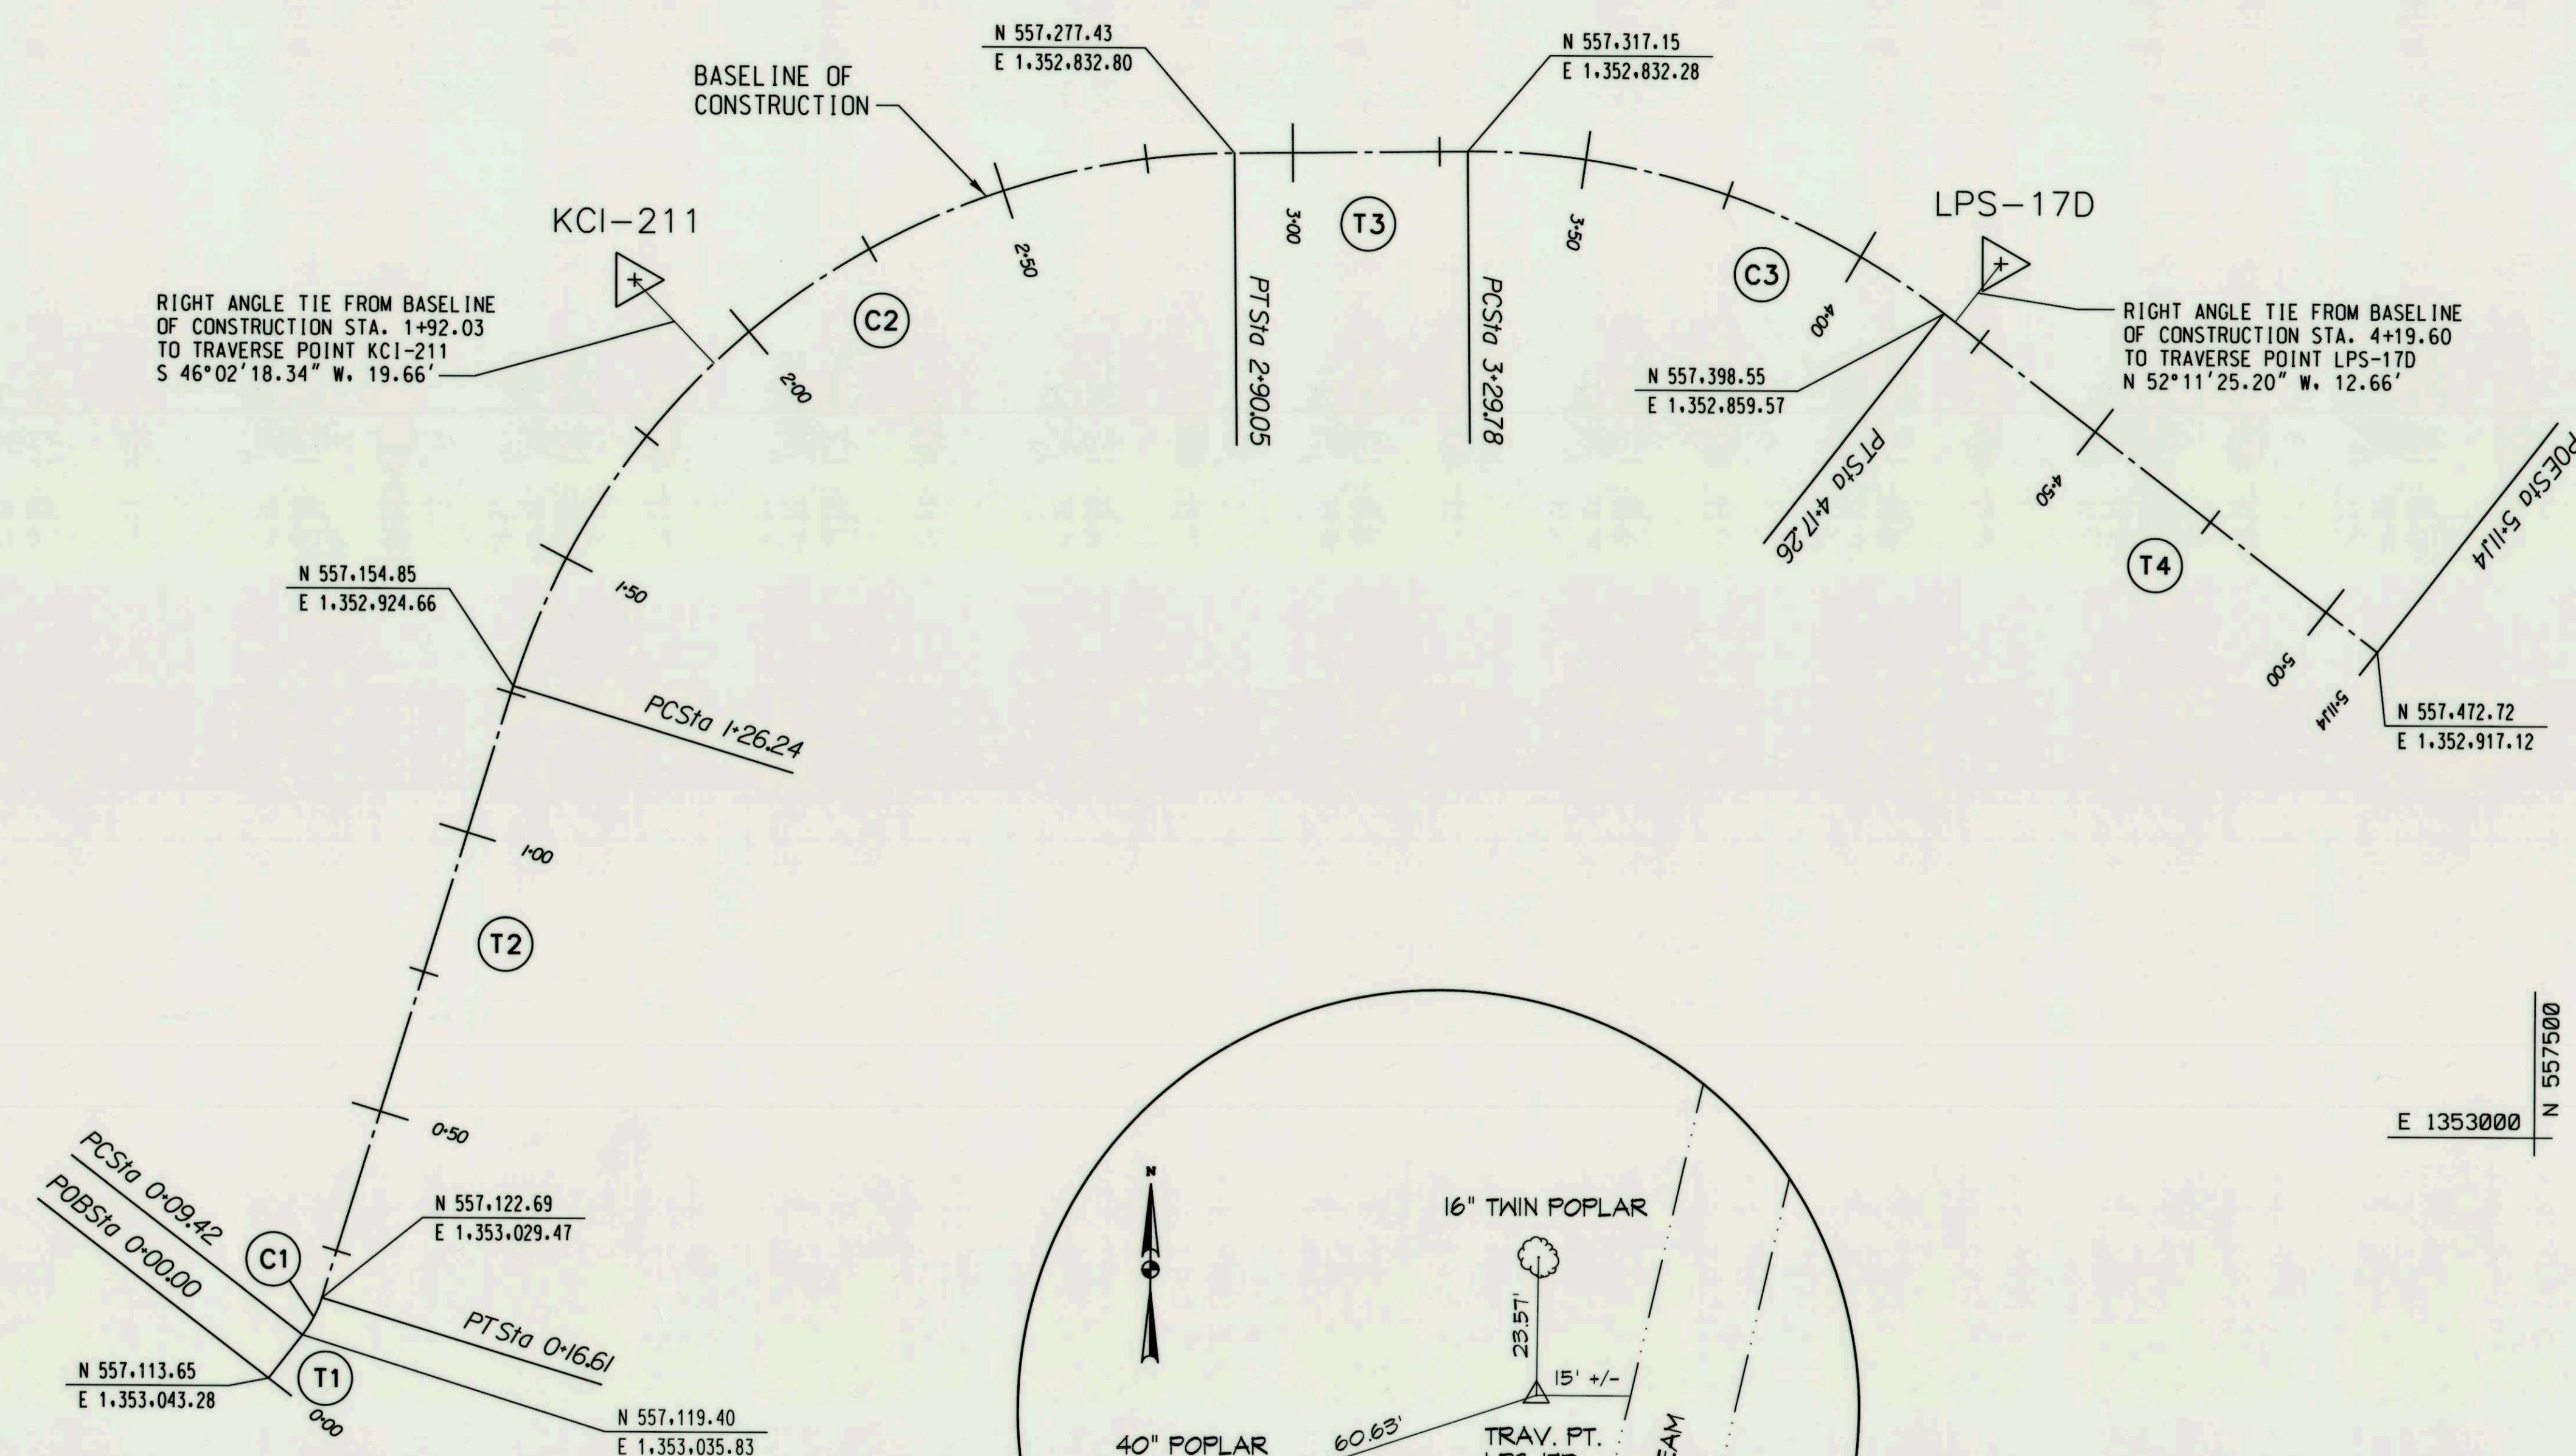 N 557,277.43
E 1,352,832.80
N 557,317.15
E 1,352,832.28
BASELINE OF
CONSTRUCTION
KCI-211
LPS-17D
RIGHT ANGLE TIE FROM BASELINE
OF CONSTRUCTION STA. 1+92.03
TO TRAVERSE POINT KCI-211
S 46°02'18.34" W, 19.66'
RIGHT ANGLE TIE FROM BASELINE
OF CONSTRUCTION STA. 4+19.60
TO TRAVERSE POINT LPS-17D
N 52°11'25.20" W, 12.66'
C2
T3
C3
2+50
3+00
3+50
4+00
2+00
PTSta 2+90.05
PCSta 3+29.78
N 557,398.55
E 1,352,859.57
PTSta 4+17.26
4+50
POESta 5+11.14
T4
5+00
5+11.14
N 557,472.72
E 1,352,917.12
N 557,154.85
E 1,352,924.66
1+50
PCSta 1+26.24
1+00
T2
0+50
PCSta 0+09.42
POBSta 0+00.00
C1
N 557,122.69
E 1,353,029.47
PTSta 0+16.61
N 557,113.65
E 1,353,043.28
T1
0+00
N 557,119.40
E 1,353,035.83
E 1353000
N 557500
N
16" TWIN POPLAR
23.57'
15' +/-
60.63'
40" POPLAR
TRAV. PT.